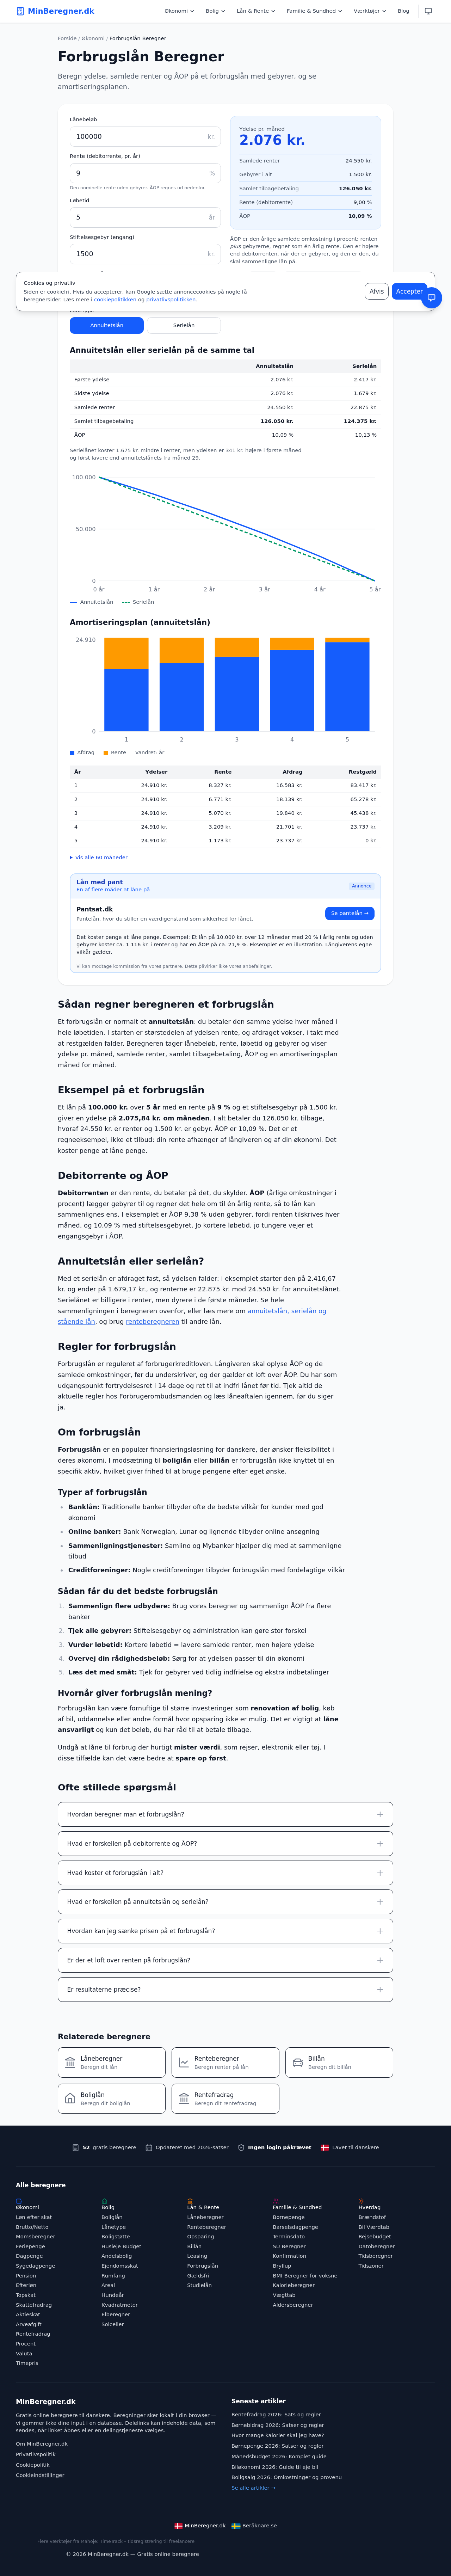 MinBeregner.dk
Økonomi
Bolig
Lån & Rente
Familie & Sundhed
Værktøjer
Blog
Forside / Økonomi / Forbrugslån Beregner
Forbrugslån Beregner
Beregn ydelse, samlede renter og ÅOP på et forbrugslån med gebyrer, og se
amortiseringsplanen.
Lånebeløb
100000 kr.
Rente (debitorrente, pr. år)
9 %
Den nominelle rente uden gebyrer. ÅOP regnes ud nedenfor.
Løbetid
5 år
Stiftelsesgebyr (engang)
1500 kr.
Ydelse pr. måned
2.076 kr.
Samlede renter 24.550 kr.
Gebyrer i alt 1.500 kr.
Samlet tilbagebetaling 126.050 kr.
Rente (debitorrente) 9,00 %
ÅOP 10,09 %
ÅOP er den årlige samlede omkostning i procent: renten
plus gebyrerne, regnet som én årlig rente. Den er højere end
debitorrenten, når der er gebyrer, og den er den, du
skal sammenligne lån på.
Cookies og privatliv
Siden er cookiefri. Hvis du accepterer, kan Google sætte annoncecookies på nogle få
beregnersider. Læs mere i cookiepolitikken og privatlivspolitikken.
Afvis
Accepter
Annuitetslån
Serielån
Annuitetslån eller serielån på de samme tal
Annuitetslån Serielån
Første ydelse 2.076 kr. 2.417 kr.
Sidste ydelse 2.076 kr. 1.679 kr.
Samlede renter 24.550 kr. 22.875 kr.
Samlet tilbagebetaling 126.050 kr. 124.375 kr.
ÅOP 10,09 % 10,13 %
Serielånet koster 1.675 kr. mindre i renter, men ydelsen er 341 kr. højere i første måned
og først lavere end annuitetslånets fra måned 29.
100.000
50.000
0
0 år 1 år 2 år 3 år 4 år 5 år
Annuitetslån Serielån
Amortiseringsplan (annuitetslån)
24.910
0
1 2 3 4 5
Afdrag Rente Vandret: år
År Ydelser Rente Afdrag Restgæld
1 24.910 kr. 8.327 kr. 16.583 kr. 83.417 kr.
2 24.910 kr. 6.771 kr. 18.139 kr. 65.278 kr.
3 24.910 kr. 5.070 kr. 19.840 kr. 45.438 kr.
4 24.910 kr. 3.209 kr. 21.701 kr. 23.737 kr.
5 24.910 kr. 1.173 kr. 23.737 kr. 0 kr.
Vis alle 60 måneder
Lån med pant
En af flere måder at låne på
Annonce
Pantsat.dk
Pantelån, hvor du stiller en værdigenstand som sikkerhed for lånet.
Se pantelån →
Det koster penge at låne penge. Eksempel: Et lån på 10.000 kr. over 12 måneder med 20 % i årlig rente og uden
gebyrer koster ca. 1.116 kr. i renter og har en ÅOP på ca. 21,9 %. Eksemplet er en illustration. Långiverens egne
vilkår gælder.
Vi kan modtage kommission fra vores partnere. Dette påvirker ikke vores anbefalinger.
Sådan regner beregneren et forbrugslån
Et forbrugslån er normalt et annuitetslån: du betaler den samme ydelse hver måned i
hele løbetiden. I starten er størstedelen af ydelsen rente, og afdraget vokser, i takt med
at restgælden falder. Beregneren tager lånebeløb, rente, løbetid og gebyrer og viser
ydelse pr. måned, samlede renter, samlet tilbagebetaling, ÅOP og en amortiseringsplan
måned for måned.
Eksempel på et forbrugslån
Et lån på 100.000 kr. over 5 år med en rente på 9 % og et stiftelsesgebyr på 1.500 kr.
giver en ydelse på 2.075,84 kr. om måneden. I alt betaler du 126.050 kr. tilbage,
hvoraf 24.550 kr. er renter og 1.500 kr. er gebyr. ÅOP er 10,09 %. Det er et
regneeksempel, ikke et tilbud: din rente afhænger af långiveren og af din økonomi. Det
koster penge at låne penge.
Debitorrente og ÅOP
Debitorrenten er den rente, du betaler på det, du skylder. ÅOP (årlige omkostninger i
procent) lægger gebyrer til og regner det hele om til én årlig rente, så to lån kan
sammenlignes ens. I eksemplet er ÅOP 9,38 % uden gebyrer, fordi renten tilskrives hver
måned, og 10,09 % med stiftelsesgebyret. Jo kortere løbetid, jo tungere vejer et
engangsgebyr i ÅOP.
Annuitetslån eller serielån?
Med et serielån er afdraget fast, så ydelsen falder: i eksemplet starter den på 2.416,67
kr. og ender på 1.679,17 kr., og renterne er 22.875 kr. mod 24.550 kr. for annuitetslånet.
Serielånet er billigere i renter, men dyrere i de første måneder. Se hele
sammenligningen i beregneren ovenfor, eller læs mere om annuitetslån, serielån og
stående lån, og brug renteberegneren til andre lån.
Regler for forbrugslån
Forbrugslån er reguleret af forbrugerkreditloven. Långiveren skal oplyse ÅOP og de
samlede omkostninger, før du underskriver, og der gælder et loft over ÅOP. Du har som
udgangspunkt fortrydelsesret i 14 dage og ret til at indfri lånet før tid. Tjek altid de
aktuelle regler hos Forbrugerombudsmanden og læs låneaftalen igennem, før du siger
ja.
Om forbrugslån
Forbrugslån er en populær finansieringsløsning for danskere, der ønsker fleksibilitet i
deres økonomi. I modsætning til boliglån eller billån er forbrugslån ikke knyttet til en
specifik aktiv, hvilket giver frihed til at bruge pengene efter eget ønske.
Typer af forbrugslån
Banklån: Traditionelle banker tilbyder ofte de bedste vilkår for kunder med god
økonomi
Online banker: Bank Norwegian, Lunar og lignende tilbyder online ansøgning
Sammenligningstjenester: Samlino og Mybanker hjælper dig med at sammenligne
tilbud
Creditforeninger: Nogle creditforeninger tilbyder forbrugslån med fordelagtige vilkår
Sådan får du det bedste forbrugslån
1. Sammenlign flere udbydere: Brug vores beregner og sammenlign ÅOP fra flere
banker
2. Tjek alle gebyrer: Stiftelsesgebyr og administration kan gøre stor forskel
3. Vurder løbetid: Kortere løbetid = lavere samlede renter, men højere ydelse
4. Overvej din rådighedsbeløb: Sørg for at ydelsen passer til din økonomi
5. Læs det med småt: Tjek for gebyrer ved tidlig indfrielse og ekstra indbetalinger
Hvornår giver forbrugslån mening?
Forbrugslån kan være fornuftige til større investeringer som renovation af bolig, køb
af bil, uddannelse eller andre formål hvor opsparing ikke er mulig. Det er vigtigt at låne
ansvarligt og kun det beløb, du har råd til at betale tilbage.
Undgå at låne til forbrug der hurtigt mister værdi, som rejser, elektronik eller tøj. I
disse tilfælde kan det være bedre at spare op først.
Ofte stillede spørgsmål
Hvordan beregner man et forbrugslån?
Hvad er forskellen på debitorrente og ÅOP?
Hvad koster et forbrugslån i alt?
Hvad er forskellen på annuitetslån og serielån?
Hvordan kan jeg sænke prisen på et forbrugslån?
Er der et loft over renten på forbrugslån?
Er resultaterne præcise?
Relaterede beregnere
Låneberegner
Beregn dit lån
Renteberegner
Beregn renter på lån
Billån
Beregn dit billån
Boliglån
Beregn dit boliglån
Rentefradrag
Beregn dit rentefradrag
52 gratis beregnere
Opdateret med 2026-satser
Ingen login påkrævet
Lavet til danskere
Alle beregnere
Økonomi
Løn efter skat
Brutto/Netto
Momsberegner
Feriepenge
Dagpenge
Sygedagpenge
Pension
Efterløn
Topskat
Skattefradrag
Aktieskat
Arveafgift
Rentefradrag
Procent
Valuta
Timepris
Bolig
Boliglån
Lånetype
Boligstøtte
Husleje Budget
Andelsbolig
Ejendomsskat
Rumfang
Areal
Hundeår
Kvadratmeter
Elberegner
Solceller
Lån & Rente
Låneberegner
Renteberegner
Opsparing
Billån
Leasing
Forbrugslån
Gældsfri
Studielån
Familie & Sundhed
Børnepenge
Barselsdagpenge
Terminsdato
SU Beregner
Konfirmation
Bryllup
BMI Beregner for voksne
Kalorieberegner
Vægttab
Aldersberegner
Hverdag
Brændstof
Bil Værditab
Rejsebudget
Datoberegner
Tidsberegner
Tidszoner
MinBeregner.dk
Gratis online beregnere til danskere. Beregninger sker lokalt i din browser —
vi gemmer ikke dine input i en database. Delelinks kan indeholde data, som
sendes, når linket åbnes eller en delingstjeneste vælges.
Om MinBeregner.dk
Privatlivspolitik
Cookiepolitik
Cookieindstillinger
Seneste artikler
Rentefradrag 2026: Sats og regler
Børnebidrag 2026: Satser og regler
Hvor mange kalorier skal jeg have?
Børnepenge 2026: Satser og regler
Månedsbudget 2026: Komplet guide
Biløkonomi 2026: Guide til eje bil
Boligsalg 2026: Omkostninger og provenu
Se alle artikler →
MinBeregner.dk
Beräknare.se
© 2026 MinBeregner.dk — Gratis online beregnere